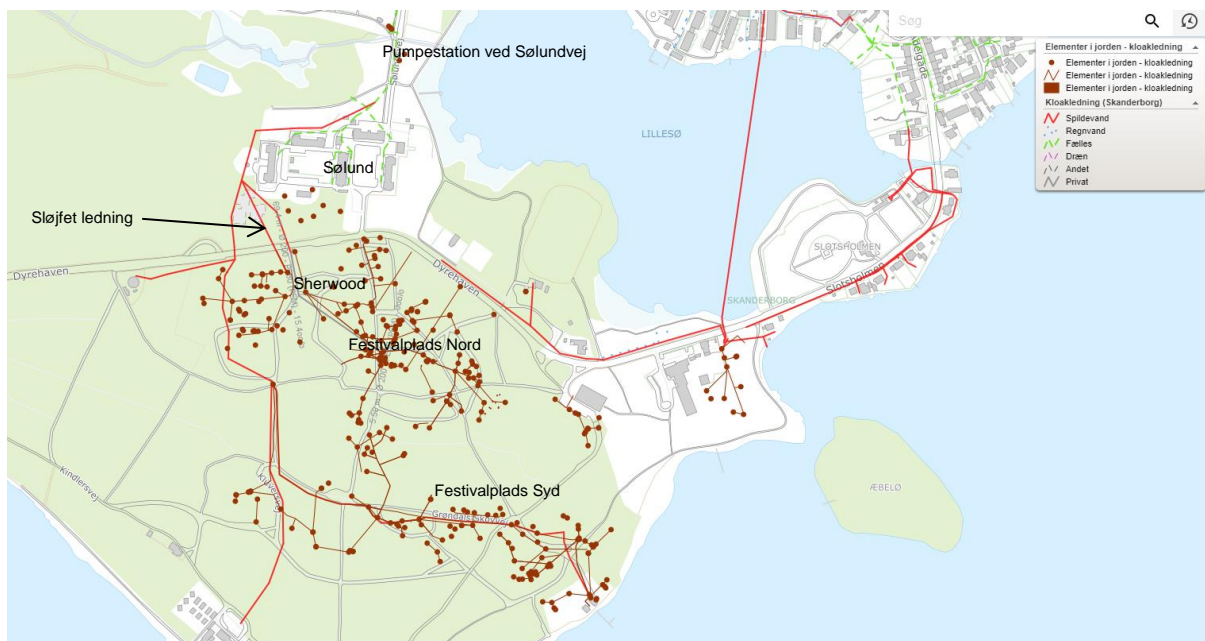 Søg
Elementer i jorden - kloakledning
Elementer i jorden - kloakledning
Elementer i jorden - kloakledning
Elementer i jorden - kloakledning
Kloakledning (Skanderborg)
Spildevand
Regnvand
Fælles
Dræn
Andet
Privat
Pumpestation ved Sølundvej
LILLESØ
Sølund
Sløjfet ledning
SLOTSHOLMEN
Slotsholmen
Dyrehaven
Dyrehaven
Sherwood
SKANDERBORG
Festivalplads Nord
Kindlersvej
Festivalplads Syd
ÆBELØ